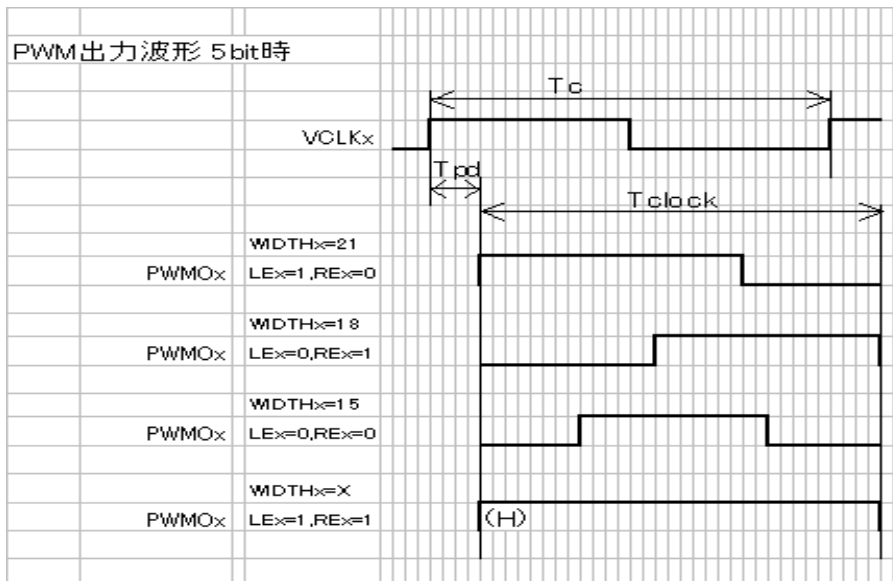 PWM出力波形 5bit時
Tc
VCLKx
Tpd
Tclock
WIDTHx=21
PWMOx LEx=1,REx=0
WIDTHx=18
PWMOx LEx=0,REx=1
WIDTHx=15
PWMOx LEx=0,REx=0
WIDTHx=X
PWMOx LEx=1,REx=1 (H)